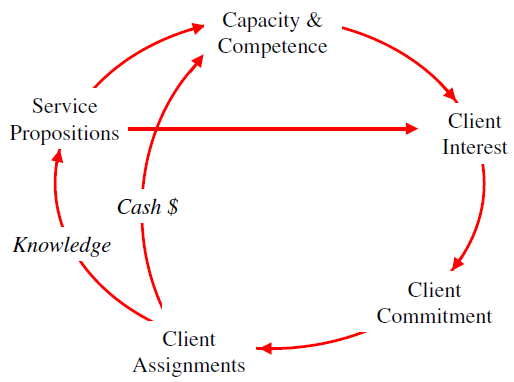 Capacity &
Competence
Service
Propositions
Client
Interest
Cash $
Knowledge
Client
Commitment
Client
Assignments